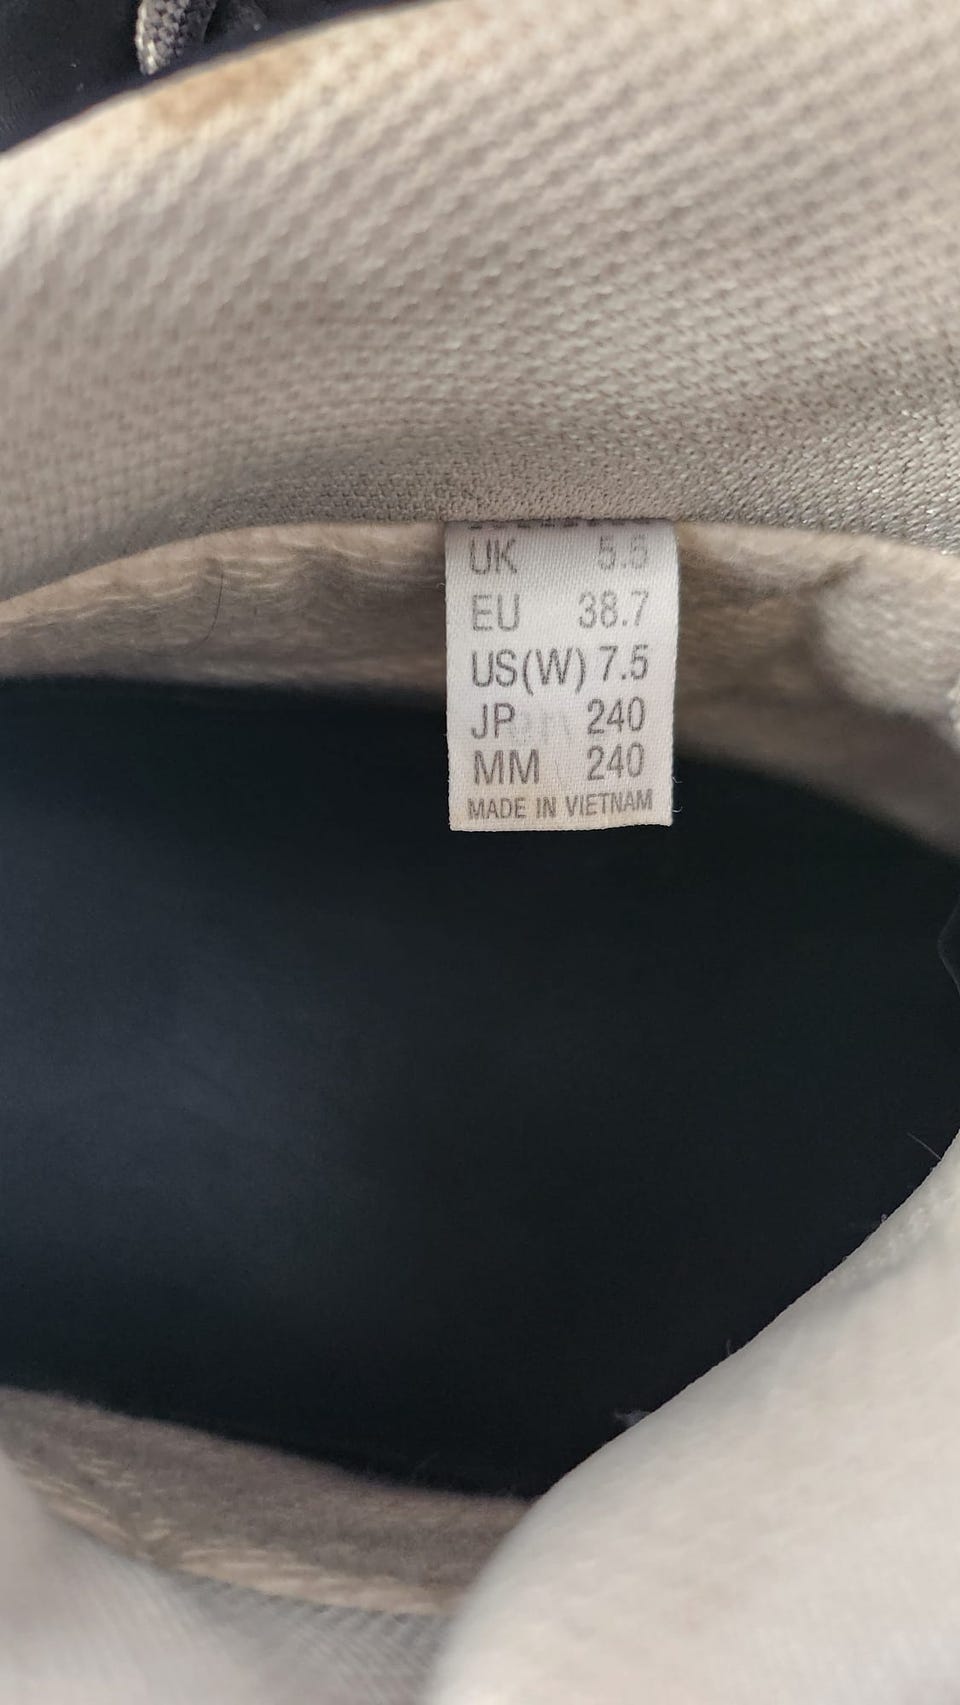 UK 5.5
EU 38.7
US(W) 7.5
JP 240
MM 240
MADE IN VIETNAM